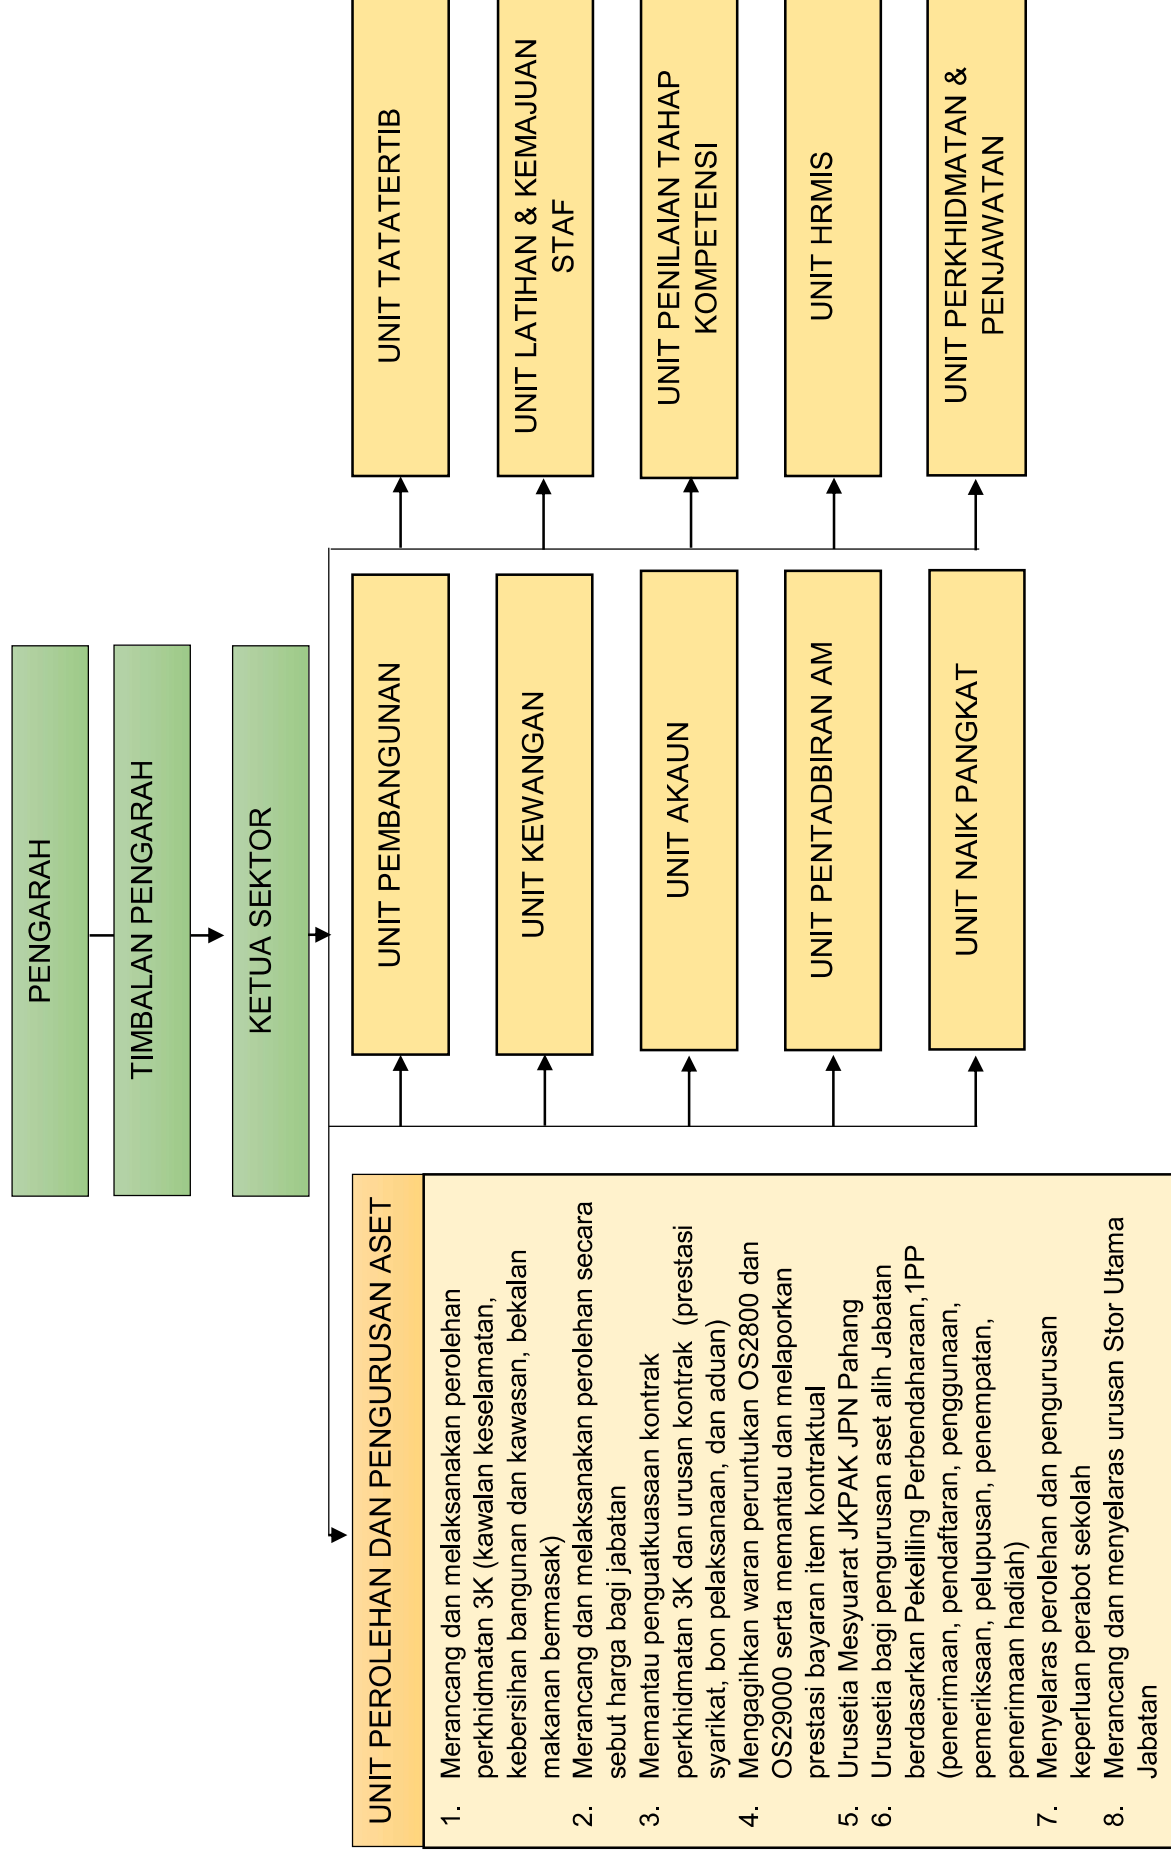 PENGARAH
TIMBALAN PENGARAH
KETUA SEKTOR
UNIT PEROLEHAN DAN PENGURUSAN ASET
1. Merancang dan melaksanakan perolehan
perkhidmatan 3K (kawalan keselamatan,
kebersihan bangunan dan kawasan, bekalan
makanan bermasak)
2. Merancang dan melaksanakan perolehan secara
sebut harga bagi jabatan
3. Memantau penguatkuasaan kontrak
perkhidmatan 3K dan urusan kontrak (prestasi
syarikat, bon pelaksanaan, dan aduan)
4. Mengagihkan waran peruntukan OS2800 dan
OS29000 serta memantau dan melaporkan
prestasi bayaran item kontraktual
5. Urusetia Mesyuarat JKPAK JPN Pahang
6. Urusetia bagi pengurusan aset alih Jabatan
berdasarkan Pekeliling Perbendaharaan,1PP
(penerimaan, pendaftaran, penggunaan,
pemeriksaan, pelupusan, penempatan,
penerimaan hadiah)
7. Menyelaras perolehan dan pengurusan
keperluan perabot sekolah
8. Merancang dan menyelaras urusan Stor Utama
Jabatan
UNIT PEMBANGUNAN
UNIT KEWANGAN
UNIT AKAUN
UNIT PENTADBIRAN AM
UNIT NAIK PANGKAT
UNIT TATATERTIB
UNIT LATIHAN & KEMAJUAN
STAF
UNIT PENILAIAN TAHAP
KOMPETENSI
UNIT HRMIS
UNIT PERKHIDMATAN &
PENJAWATAN